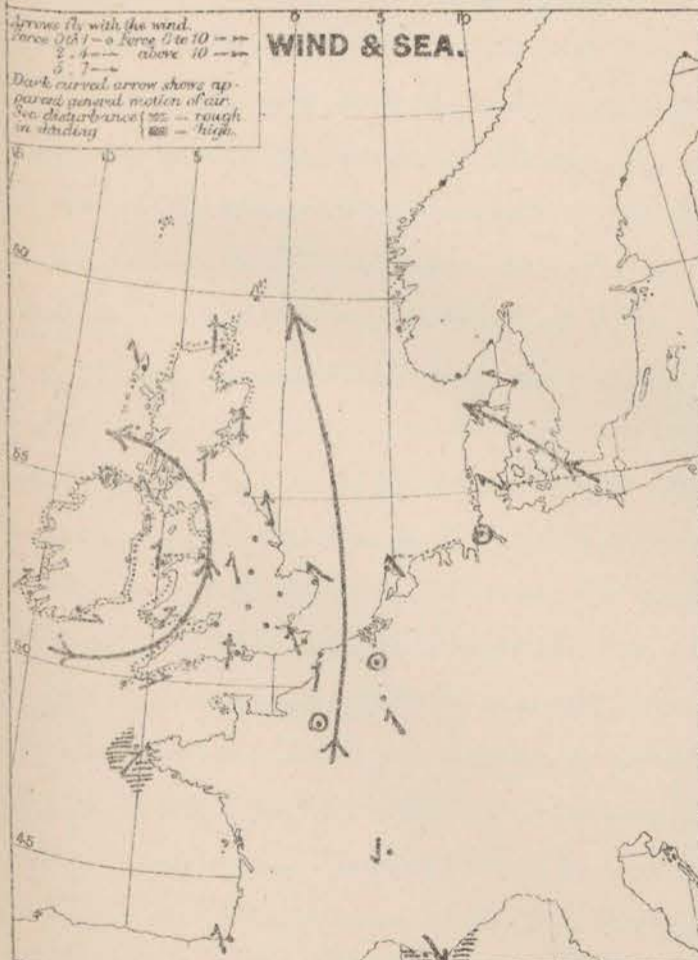 WIND & SEA.
Arrows fly with the wind.
Force 0 to 1 – o Force 8 to 10 –
2 . 4 – above 10 –
5 . 7 –
Dark curved arrow shows ap-
parent general motion of air.
Sea disturbance { – rough
in shading { – high.
0 5 10
15 10 5
60
55
50
45